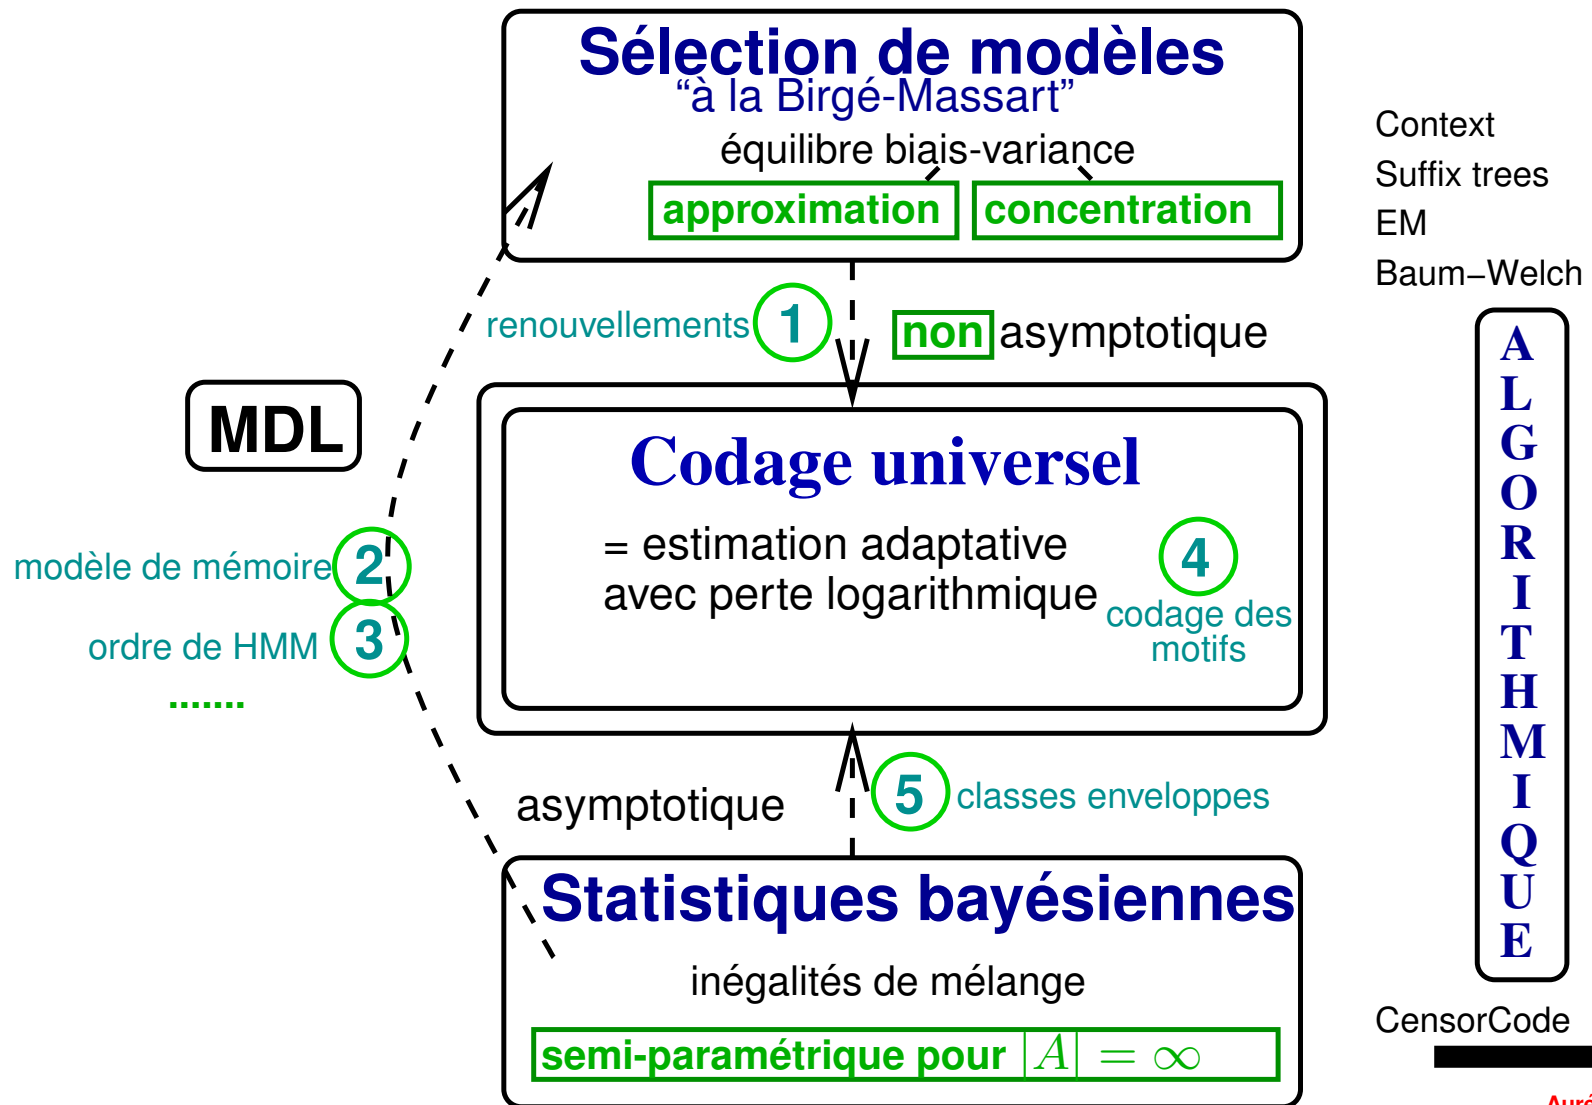 Sélection de modèles
“à la Birgé-Massart”
équilibre biais-variance
approximation concentration
renouvellements 1 non asymptotique
MDL
Codage universel
= estimation adaptative
avec perte logarithmique
4
codage des
motifs
modèle de mémoire 2
ordre de HMM 3
.......
asymptotique 5 classes enveloppes
Statistiques bayésiennes
inégalités de mélange
semi-paramétrique pour |A| = ∞
Context
Suffix trees
EM
Baum–Welch
A
L
G
O
R
I
T
H
M
I
Q
U
E
CensorCode